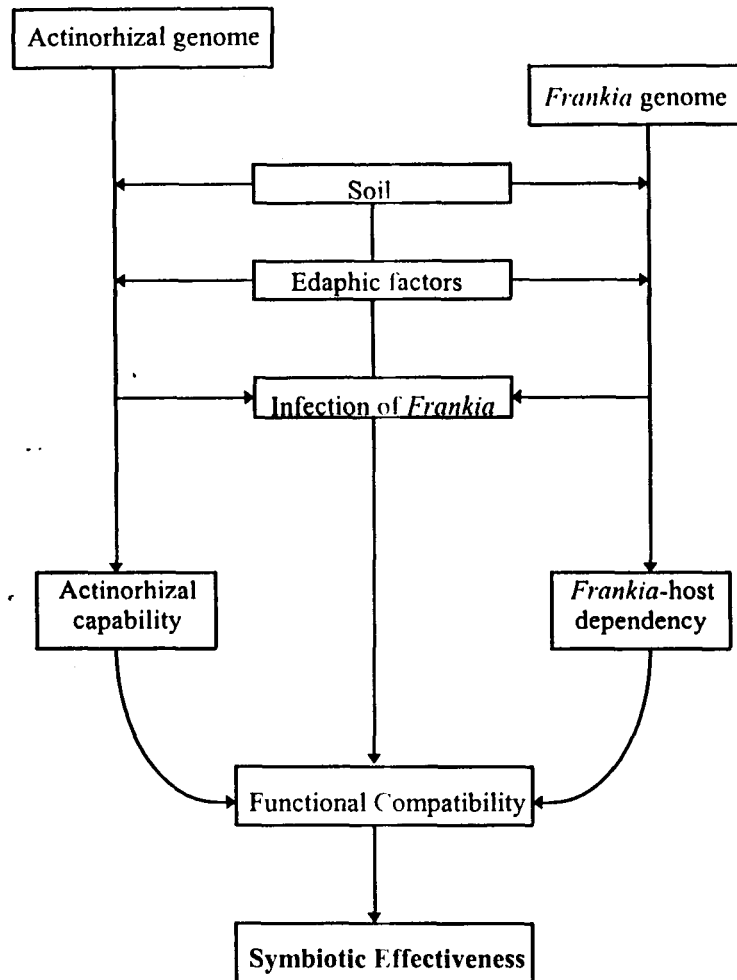 Actinorhizal genome
Frankia genome
Soil
Edaphic factors
Infection of Frankia
Actinorhizal
capability
Frankia-host
dependency
Functional Compatibility
Symbiotic Effectiveness